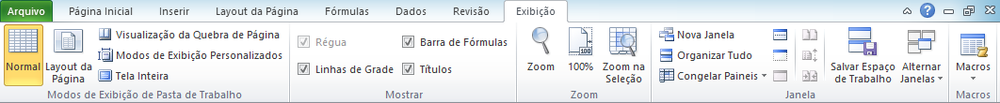 Arquivo Página Inicial Inserir Layout da Página Fórmulas Dados Revisão Exibição
Normal
Layout da
Página
Visualização da Quebra de Página
Modos de Exibição Personalizados
Tela Inteira
Modos de Exibição de Pasta de Trabalho
Régua
Barra de Fórmulas
Linhas de Grade
Títulos
Mostrar
Zoom
100
100%
Zoom na
Seleção
Zoom
Nova Janela
Organizar Tudo
Congelar Paineis
Salvar Espaço
de Trabalho
Alternar
Janelas
Janela
Macros
Macros